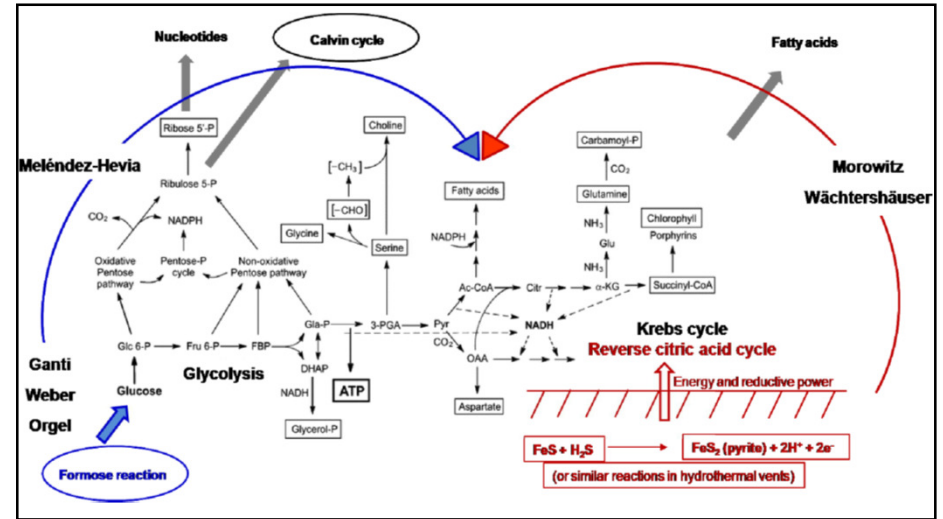 Nucleotides
Calvin cycle
Fatty acids
Ribose 5'-P
Choline
Carbamoyl-P
Meléndez-Hevia
Morowitz
Wächtershäuser
[−CH₃]
CO₂
Ribulose 5-P
Fatty acids
Glutamine
CO₂
NADPH
[−CHO]
Chlorophyll
Porphyrins
Glycine
NH₃
NADPH
Serine
Glu
Oxidative
Pentose
pathway
Pentose-P
cycle
Non-oxidative
Pentose pathway
NH₃
Ac-CoA
Citr
α-KG
Succinyl-CoA
Glc 6-P
Fru 6-P
FBP
Gla-P
3-PGA
Pyr
NADH
CO₂
OAA
Krebs cycle
Reverse citric acid cycle
Ganti
Weber
Orgel
Glycolysis
DHAP
Glucose
NADH
ATP
Energy and reductive power
Glycerol-P
Aspartate
Formose reaction
FeS + H₂S
FeS₂ (pyrite) + 2H⁺ + 2e⁻
(or similar reactions in hydrothermal vents)